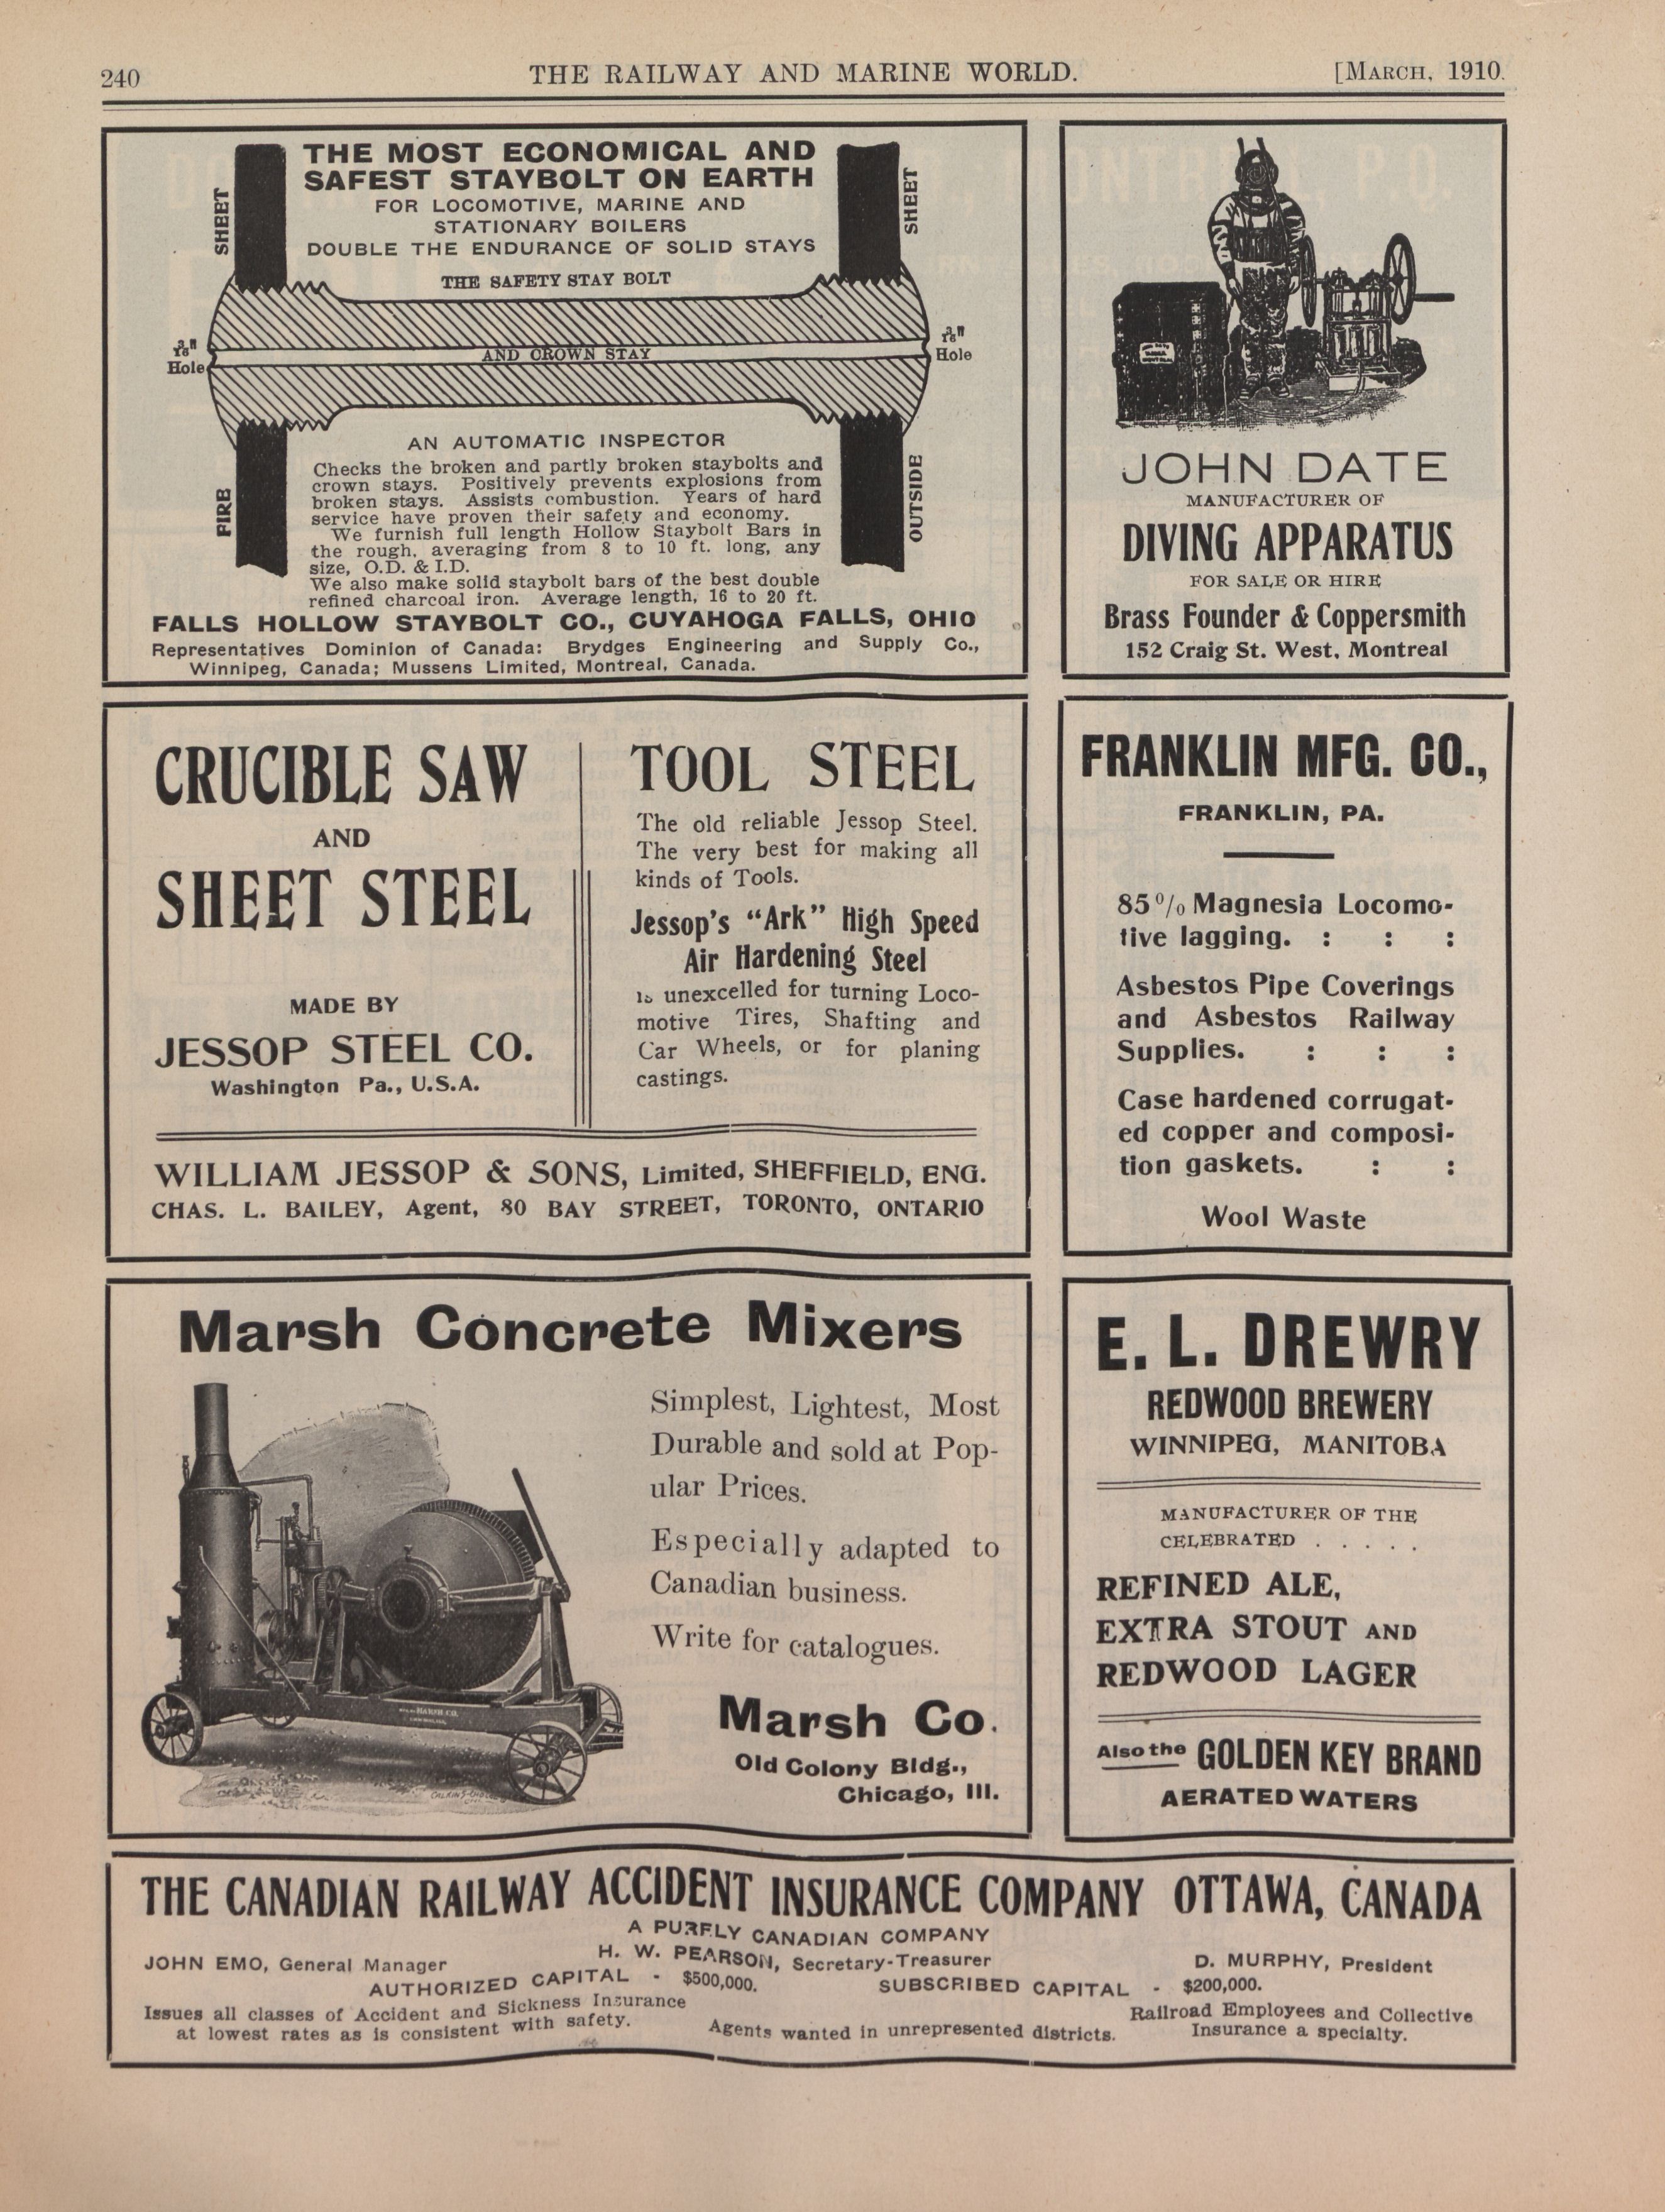 240
THE RAILWAY AND MARINE WORLD.
[MARCH, 1910.
THE MOST ECONOMICAL AND
SAFEST STAYBOLT ON EARTH
FOR LOCOMOTIVE, MARINE AND
STATIONARY BOILERS
DOUBLE THE ENDURANCE OF SOLID STAYS
SHEET
SHEET
THE SAFETY STAY BOLT
3/16" Hole
AND CROWN STAY
3/16" Hole
FIRB
OUTSIDE
AN AUTOMATIC INSPECTOR
Checks the broken and partly broken staybolts and
crown stays. Positively prevents explosions from
broken stays. Assists combustion. Years of hard
service have proven their safety and economy.
We furnish full length Hollow Staybolt Bars in
the rough, averaging from 8 to 10 ft. long, any
size, O.D. & I.D.
We also make solid staybolt bars of the best double
refined charcoal iron. Average length, 16 to 20 ft.
FALLS HOLLOW STAYBOLT CO., CUYAHOGA FALLS, OHIO
Representatives Dominion of Canada: Brydges Engineering and Supply Co.,
Winnipeg, Canada; Mussens Limited, Montreal, Canada.
JOHN DATE
MANUFACTURER OF
DIVING APPARATUS
FOR SALE OR HIRE
Brass Founder & Coppersmith
152 Craig St. West, Montreal
CRUCIBLE SAW
AND
SHEET STEEL
MADE BY
JESSOP STEEL CO.
Washington Pa., U.S.A.
TOOL STEEL
The old reliable Jessop Steel.
The very best for making all
kinds of Tools.
Jessop's "Ark" High Speed
Air Hardening Steel
is unexcelled for turning Loco-
motive Tires, Shafting and
Car Wheels, or for planing
castings.
WILLIAM JESSOP & SONS, Limited, SHEFFIELD, ENG.
CHAS. L. BAILEY, Agent, 80 BAY STREET, TORONTO, ONTARIO
FRANKLIN MFG. CO.,
FRANKLIN, PA.
85% Magnesia Locomo-
tive lagging. : : :
Asbestos Pipe Coverings
and Asbestos Railway
Supplies. : : :
Case hardened corrugat-
ed copper and composi-
tion gaskets. : :
Wool Waste
Marsh Concrete Mixers
Simplest, Lightest, Most
Durable and sold at Pop-
ular Prices.
Especially adapted to
Canadian business.
Write for catalogues.
MARSH CO.
Marsh Co.
Old Colony Bldg.,
Chicago, Ill.
E. L. DREWRY
REDWOOD BREWERY
WINNIPEG, MANITOBA
MANUFACTURER OF THE
CELEBRATED . . . . .
REFINED ALE,
EXTRA STOUT AND
REDWOOD LAGER
Also the GOLDEN KEY BRAND
AERATED WATERS
THE CANADIAN RAILWAY ACCIDENT INSURANCE COMPANY OTTAWA, CANADA
A PURELY CANADIAN COMPANY
JOHN EMO, General Manager
H. W. PEARSON, Secretary-Treasurer
D. MURPHY, President
AUTHORIZED CAPITAL - $500,000.
SUBSCRIBED CAPITAL - $200,000.
Issues all classes of Accident and Sickness Insurance
at lowest rates as is consistent with safety.
Agents wanted in unrepresented districts.
Railroad Employees and Collective
Insurance a specialty.